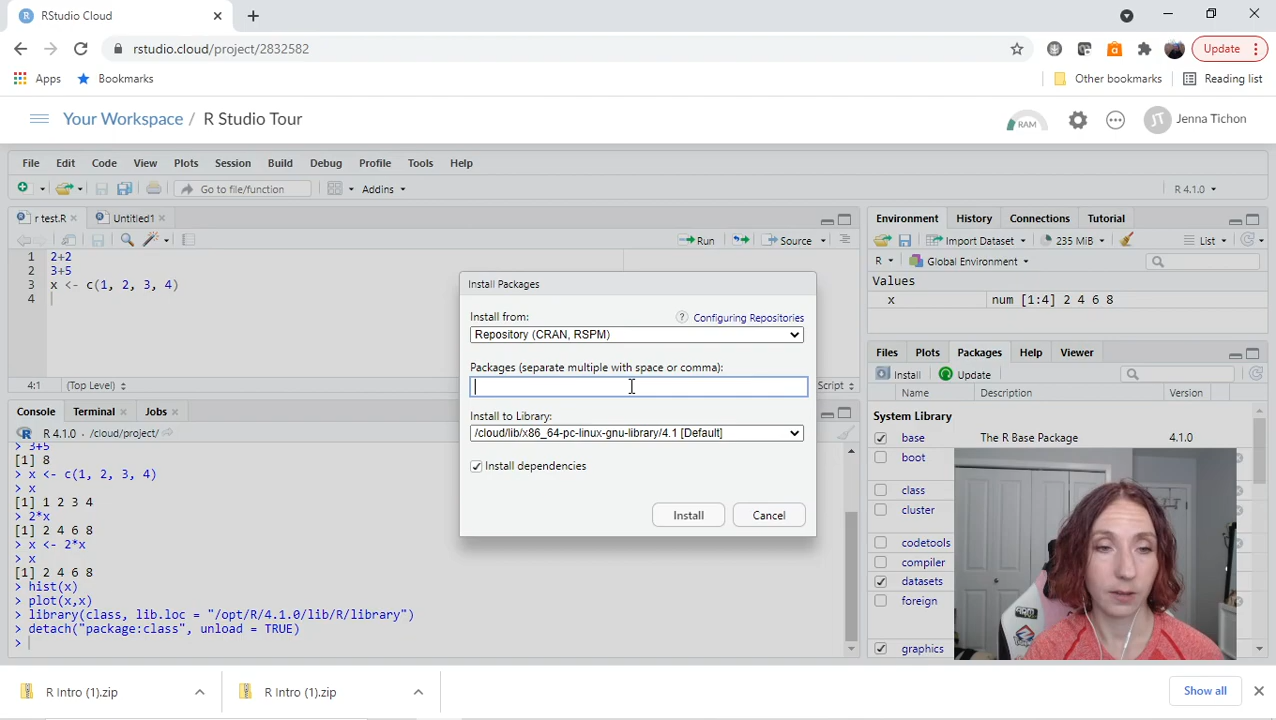 RStudio Cloud
rstudio.cloud/project/2832582
Update
Apps
Bookmarks
Other bookmarks
Reading list
Your Workspace / R Studio Tour
RAM
JT
Jenna Tichon
File Edit Code View Plots Session Build Debug Profile Tools Help
Go to file/function
Addins
R 4.1.0
r test.R
Untitled1
Run
Source
1 2+2
2 3+5
3 x <- c(1, 2, 3, 4)
4
4:1 (Top Level)
Script
Console Terminal Jobs
R 4.1.0 · /cloud/project/
> 3+5
[1] 8
> x <- c(1, 2, 3, 4)
> x
[1] 1 2 3 4
> 2*x
[1] 2 4 6 8
> x <- 2*x
> x
[1] 2 4 6 8
> hist(x)
> plot(x,x)
> library(class, lib.loc = "/opt/R/4.1.0/lib/R/library")
> detach("package:class", unload = TRUE)
>
Install Packages
Install from:
Configuring Repositories
Repository (CRAN, RSPM)
Packages (separate multiple with space or comma):
Install to Library:
/cloud/lib/x86_64-pc-linux-gnu-library/4.1 [Default]
Install dependencies
Install
Cancel
Environment History Connections Tutorial
Import Dataset
235 MiB
List
R
Global Environment
Values
x num [1:4] 2 4 6 8
Files Plots Packages Help Viewer
Install
Update
Name Description Version
System Library
base The R Base Package 4.1.0
boot
class
cluster
codetools
compiler
datasets
foreign
graphics
R Intro (1).zip
R Intro (1).zip
Show all